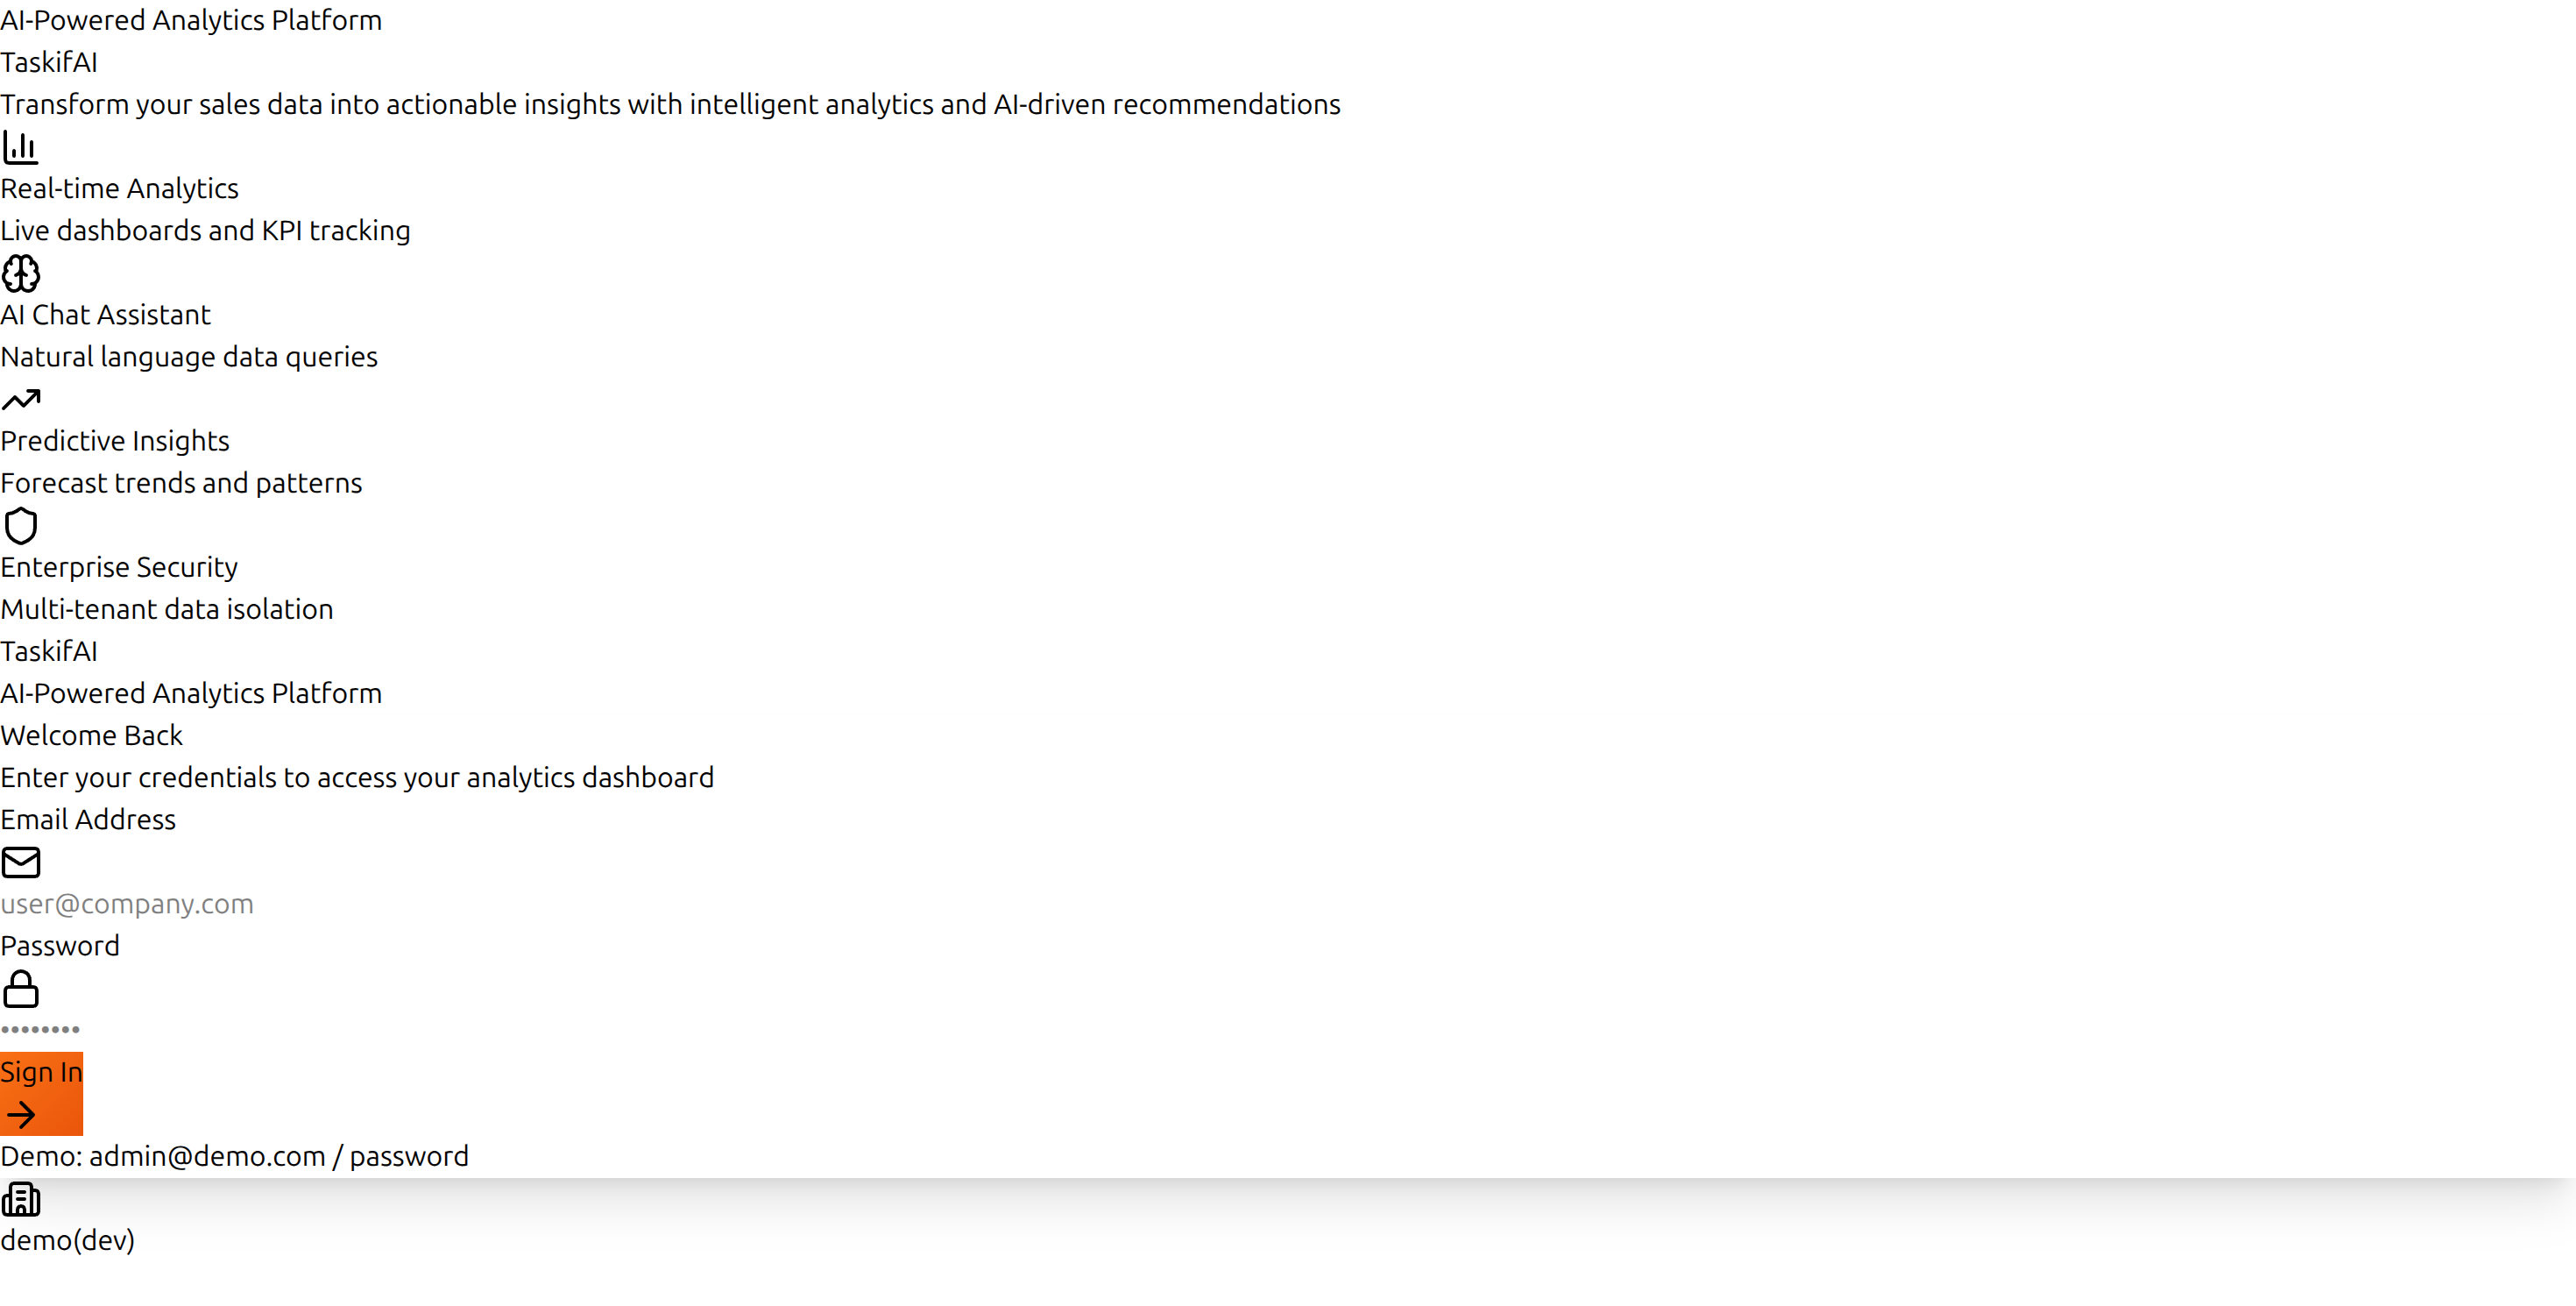 AI-Powered Analytics Platform
TaskifAI
Transform your sales data into actionable insights with intelligent analytics and AI-driven recommendations
Real-time Analytics
Live dashboards and KPI tracking
AI Chat Assistant
Natural language data queries
Predictive Insights
Forecast trends and patterns
Enterprise Security
Multi-tenant data isolation
TaskifAI
AI-Powered Analytics Platform
Welcome Back
Enter your credentials to access your analytics dashboard
Email Address
user@company.com
Password
••••••••
Sign In
Demo: admin@demo.com / password
demo(dev)